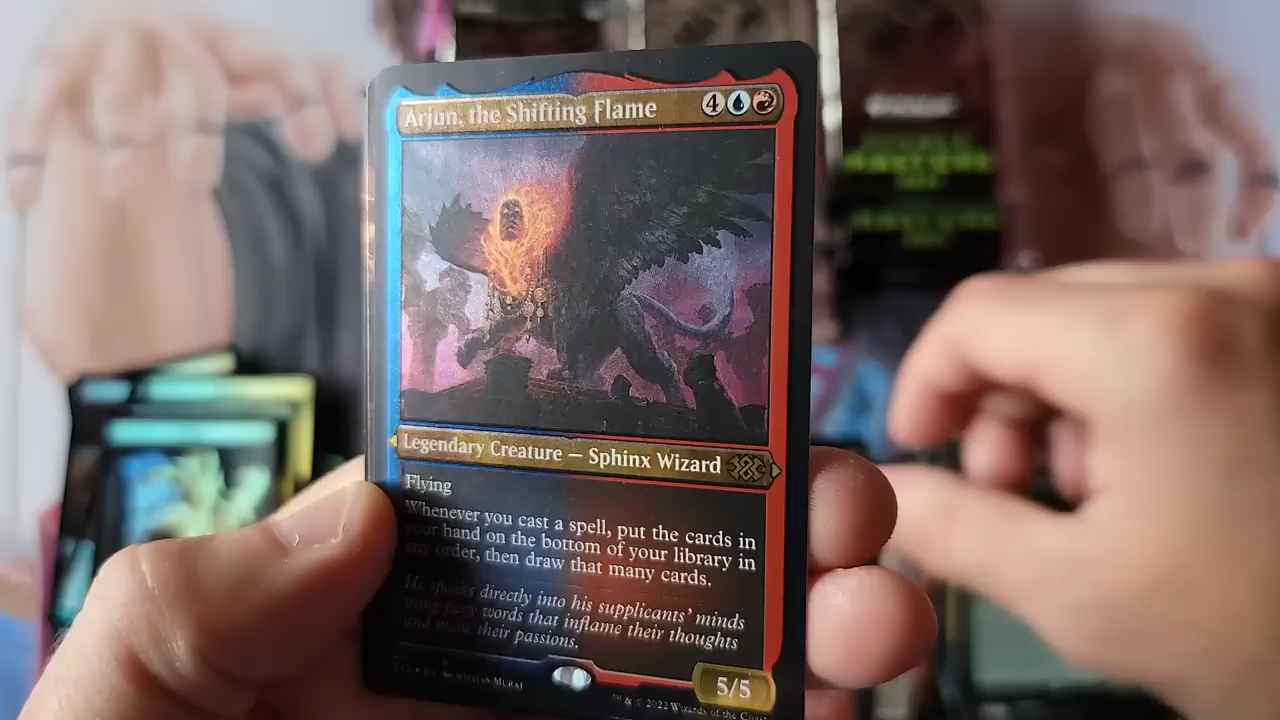 Arjun, the Shifting Flame
4
Legendary Creature — Sphinx Wizard
Flying
Whenever you cast a spell, put the cards in
your hand on the bottom of your library in
any order, then draw that many cards.
He speaks directly into his supplicants' minds
using fiery words that inflame their thoughts
and their passions.
EN WILLIAN MURAI
5/5
™ & © 2022 Wizards of the Coast